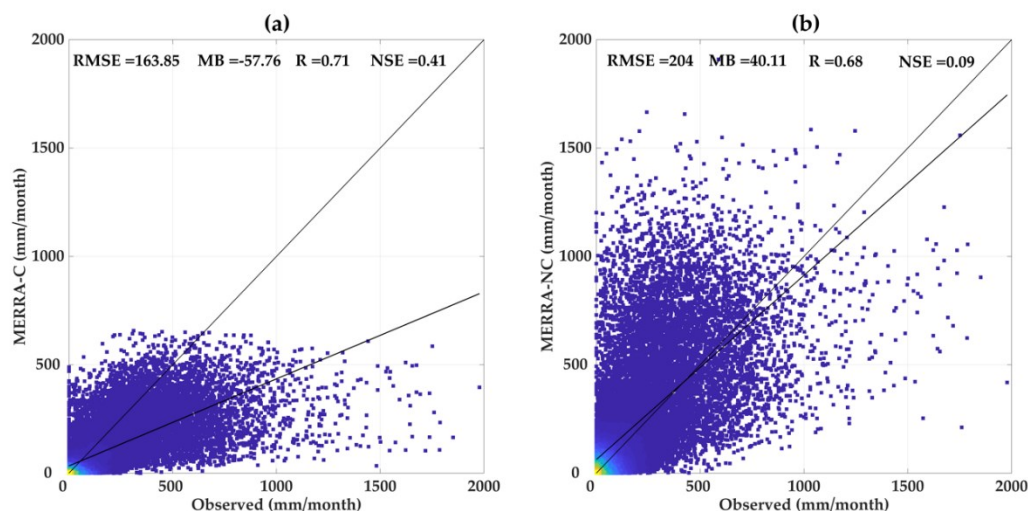 (a)
RMSE =163.85 MB =-57.76 R =0.71 NSE =0.41
2000
1500
1000
500
0
MERRA-C (mm/month)
0 500 1000 1500 2000
Observed (mm/month)
(b)
RMSE =204 MB =40.11 R =0.68 NSE =0.09
2000
1500
1000
500
0
MERRA-NC (mm/month)
0 500 1000 1500 2000
Observed (mm/month)